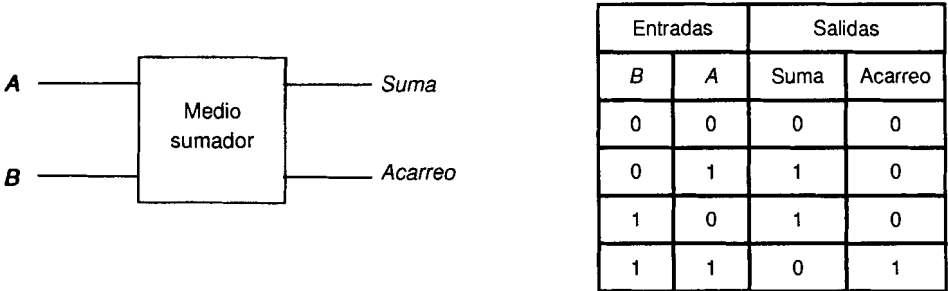 A
B
Medio
sumador
Suma
Acarreo
Entradas Salidas
B A Suma Acarreo
0 0 0 0
0 1 1 0
1 0 1 0
1 1 0 1